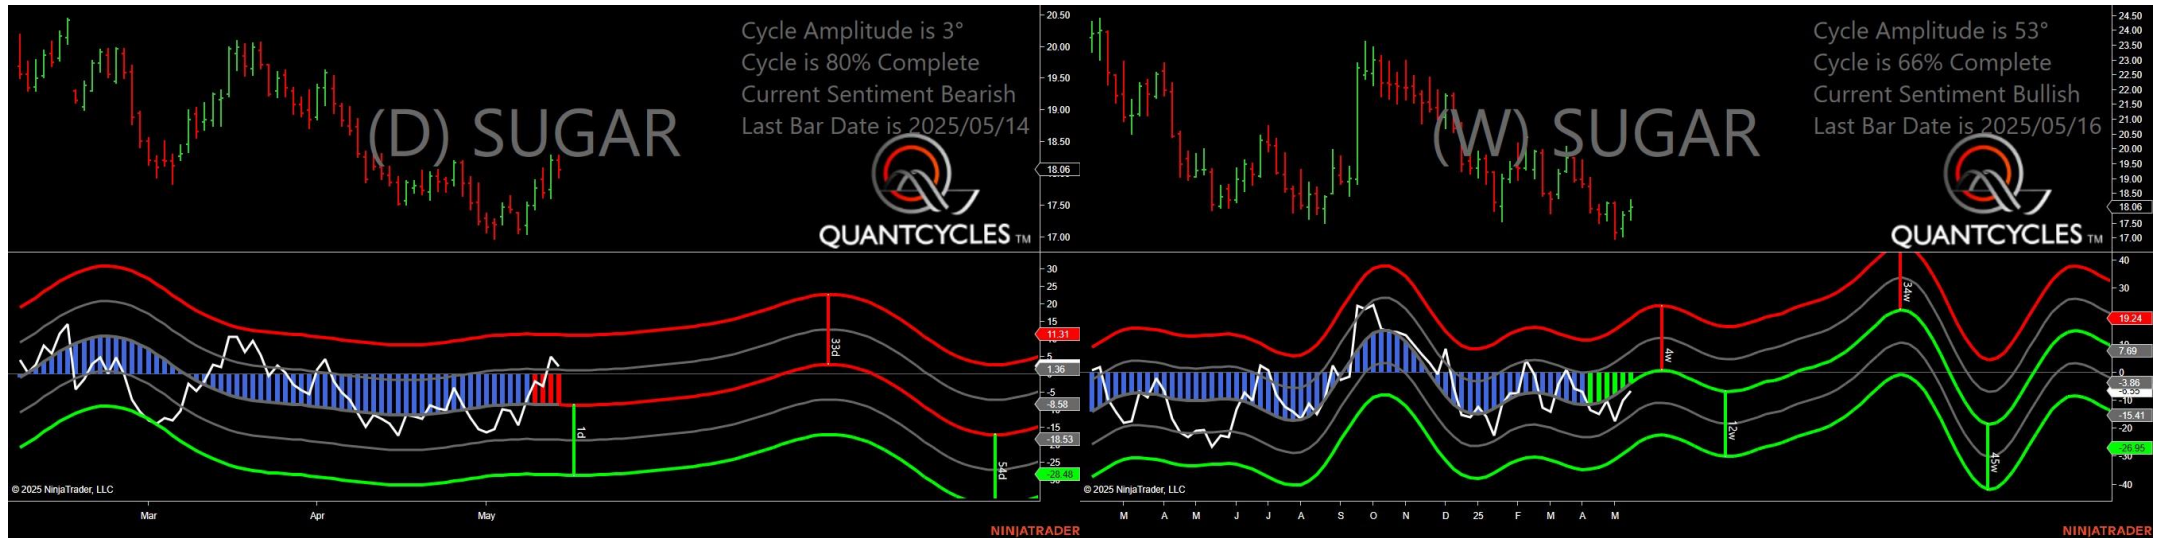 Cycle Amplitude is 3°
Cycle is 80% Complete
Current Sentiment Bearish
Last Bar Date is 2025/05/14
(D) SUGAR
QUANTCYCLES TM
20.50
20.00
19.50
19.00
18.50
18.06
17.50
17.00
30
25
20
15
11.31
5
1.36
-5
-8.58
-15
-18.53
-25
-28.48
33d
1d
54d
© 2025 NinjaTrader, LLC
Mar
Apr
May
NINJATRADER
Cycle Amplitude is 53°
Cycle is 66% Complete
Current Sentiment Bullish
Last Bar Date is 2025/05/16
(W) SUGAR
QUANTCYCLES TM
24.50
24.00
23.50
23.00
22.50
22.00
21.50
21.00
20.50
20.00
19.50
19.00
18.50
18.06
17.50
17.00
40
30
19.24
7.69
0
-3.86
-10
-15.41
-20
-26.95
-30
-40
4w
12w
34w
45w
© 2025 NinjaTrader, LLC
M A M J J A S O N D 25 F M A M
NINJATRADER